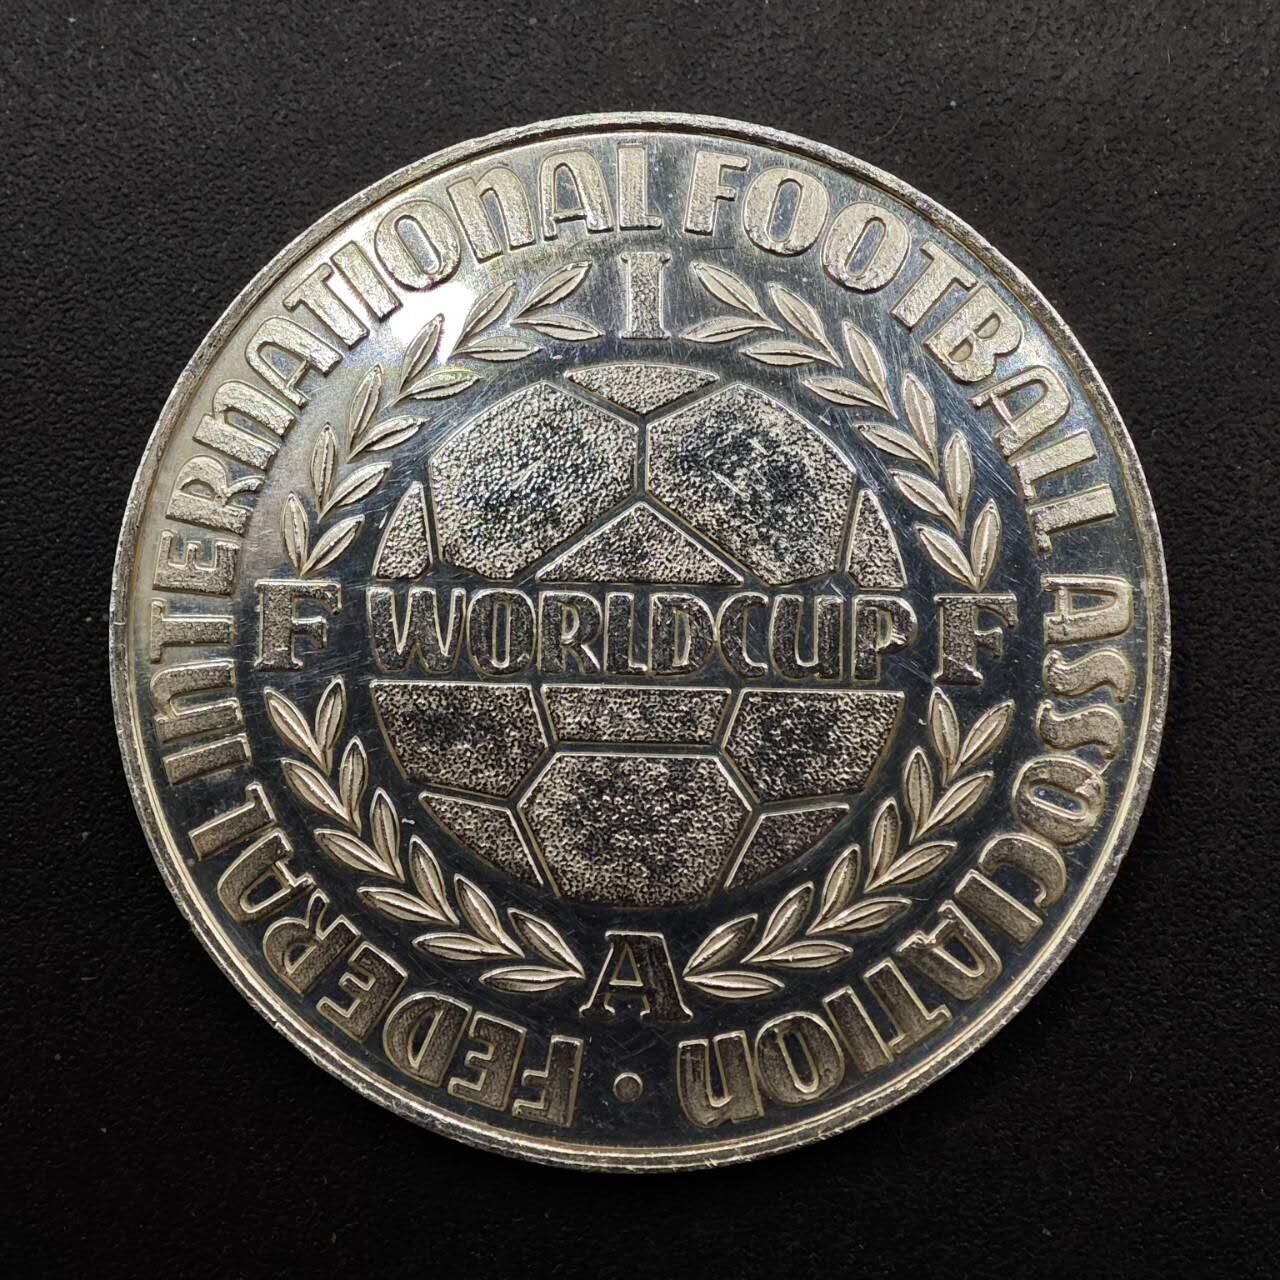 FEDERAL INTERNATIONAL FOOTBALL ASSOCIATION •
I
F WORLDCUP F
A